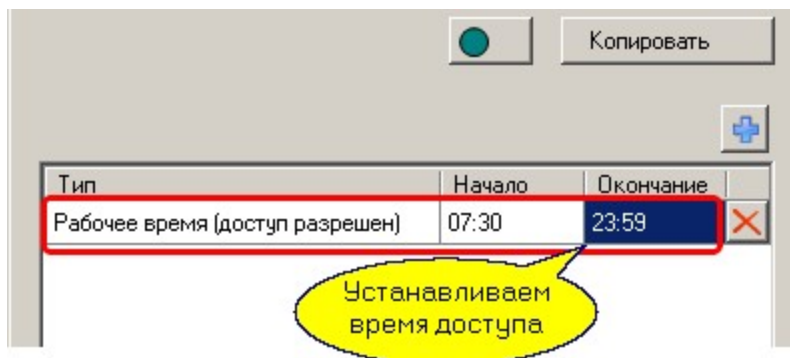 Копировать
Тип Начало Окончание
Рабочее время (доступ разрешен) 07:30 23:59
Устанавливаем
время доступа